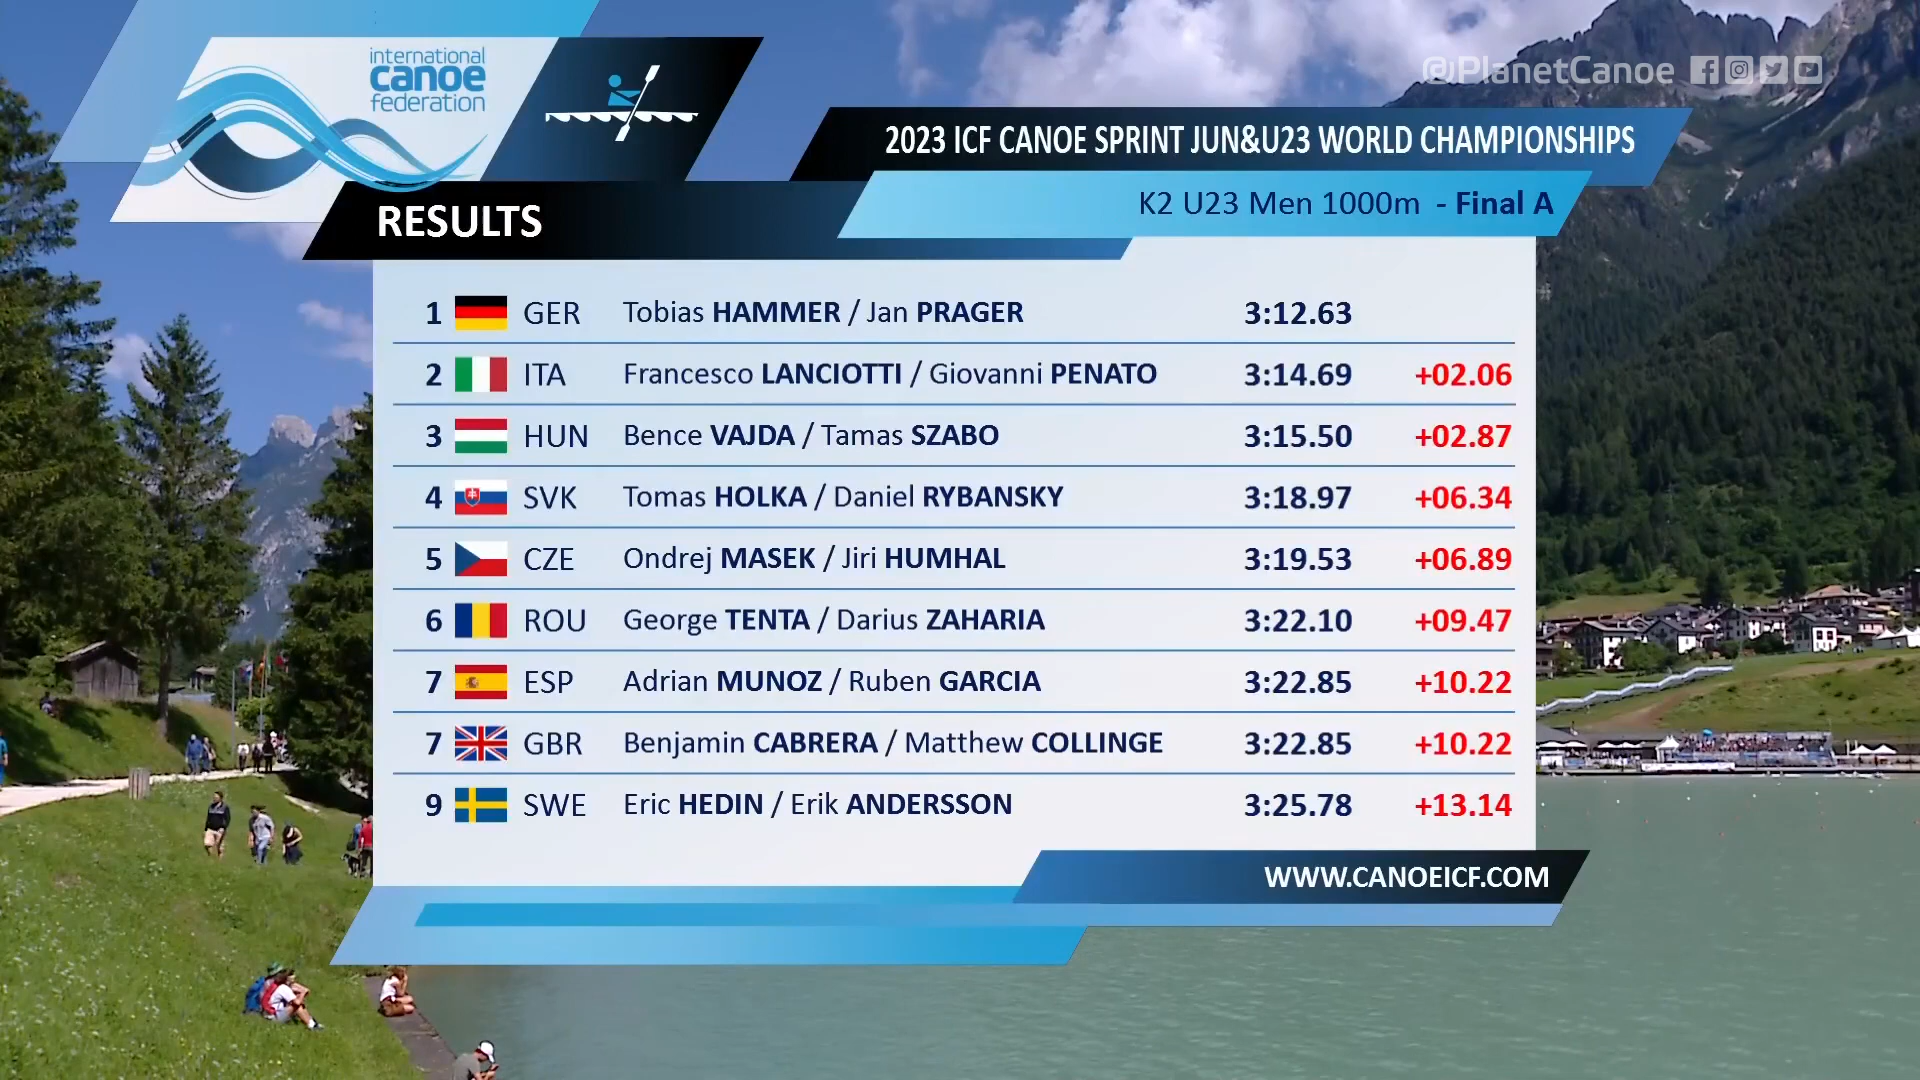 international
canoe
federation
@PlanetCanoe
2023 ICF CANOE SPRINT JUN&U23 WORLD CHAMPIONSHIPS
K2 U23 Men 1000m - Final A
RESULTS
1 GER Tobias HAMMER / Jan PRAGER 3:12.63
2 ITA Francesco LANCIOTTI / Giovanni PENATO 3:14.69 +02.06
3 HUN Bence VAJDA / Tamas SZABO 3:15.50 +02.87
4 SVK Tomas HOLKA / Daniel RYBANSKY 3:18.97 +06.34
5 CZE Ondrej MASEK / Jiri HUMHAL 3:19.53 +06.89
6 ROU George TENTA / Darius ZAHARIA 3:22.10 +09.47
7 ESP Adrian MUNOZ / Ruben GARCIA 3:22.85 +10.22
7 GBR Benjamin CABRERA / Matthew COLLINGE 3:22.85 +10.22
9 SWE Eric HEDIN / Erik ANDERSSON 3:25.78 +13.14
WWW.CANOEICF.COM